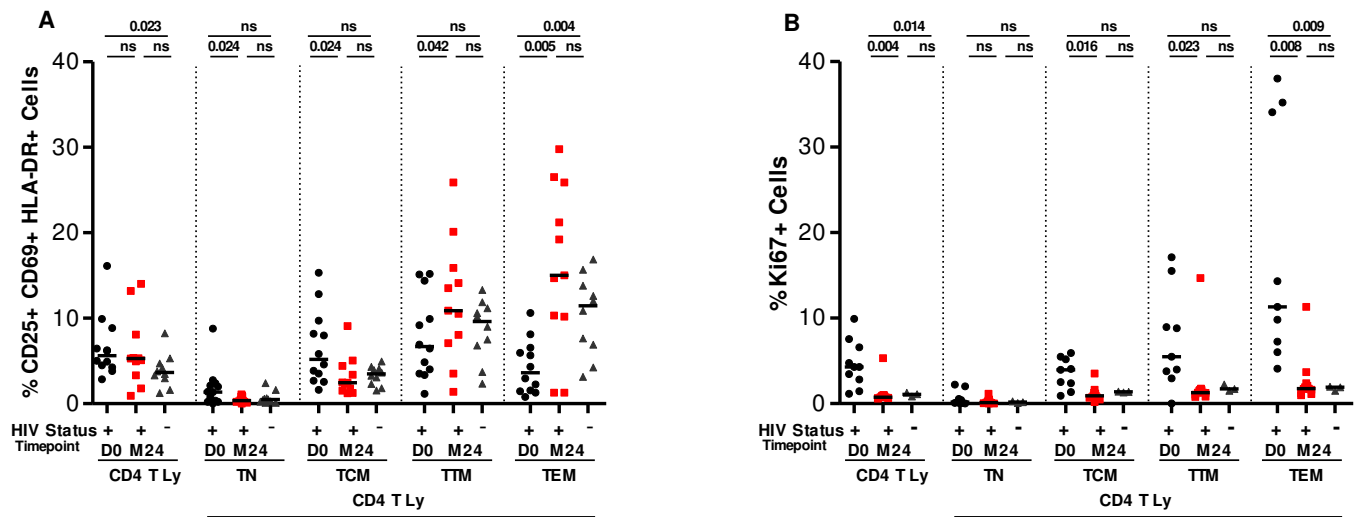 A
0.023 ns ns ns 0.004
ns ns 0.024 ns 0.024 ns 0.042 ns 0.005 ns
% CD25+ CD69+ HLA-DR+ Cells
40
30
20
10
0
HIV Status + + - + + - + + - + + - + + -
Timepoint D0 M24 D0 M24 D0 M24 D0 M24 D0 M24
CD4 T Ly TN TCM TTM TEM
CD4 T Ly
B
0.014 ns ns ns 0.009
0.004 ns ns ns 0.016 ns 0.023 ns 0.008 ns
%Ki67+ Cells
40
30
20
10
0
HIV Status + + - + + - + + - + + - + + -
Timepoint D0 M24 D0 M24 D0 M24 D0 M24 D0 M24
CD4 T Ly TN TCM TTM TEM
CD4 T Ly